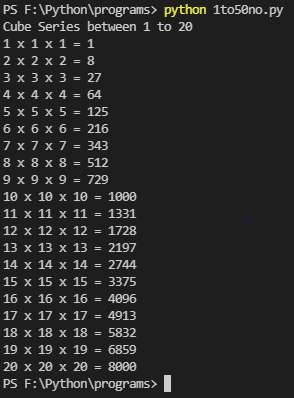 PS F:\Python\programs> python 1to50no.py
Cube Series between 1 to 20
1 x 1 x 1 = 1
2 x 2 x 2 = 8
3 x 3 x 3 = 27
4 x 4 x 4 = 64
5 x 5 x 5 = 125
6 x 6 x 6 = 216
7 x 7 x 7 = 343
8 x 8 x 8 = 512
9 x 9 x 9 = 729
10 x 10 x 10 = 1000
11 x 11 x 11 = 1331
12 x 12 x 12 = 1728
13 x 13 x 13 = 2197
14 x 14 x 14 = 2744
15 x 15 x 15 = 3375
16 x 16 x 16 = 4096
17 x 17 x 17 = 4913
18 x 18 x 18 = 5832
19 x 19 x 19 = 6859
20 x 20 x 20 = 8000
PS F:\Python\programs>